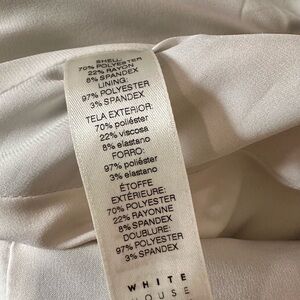 SHELL:
70% POLYESTER
22% RAYON
8% SPANDEX
LINING:
97% POLYESTER
3% SPANDEX
TELA EXTERIOR:
70% poliéster
22% viscosa
8% elastano
FORRO:
97% poliéster
3% elastano
ÉTOFFE
EXTÉRIEURE:
70% POLYESTER
22% RAYONNE
8% SPANDEX
DOUBLURE:
97% POLYESTER
3% SPANDEX
WHITE
OUSE